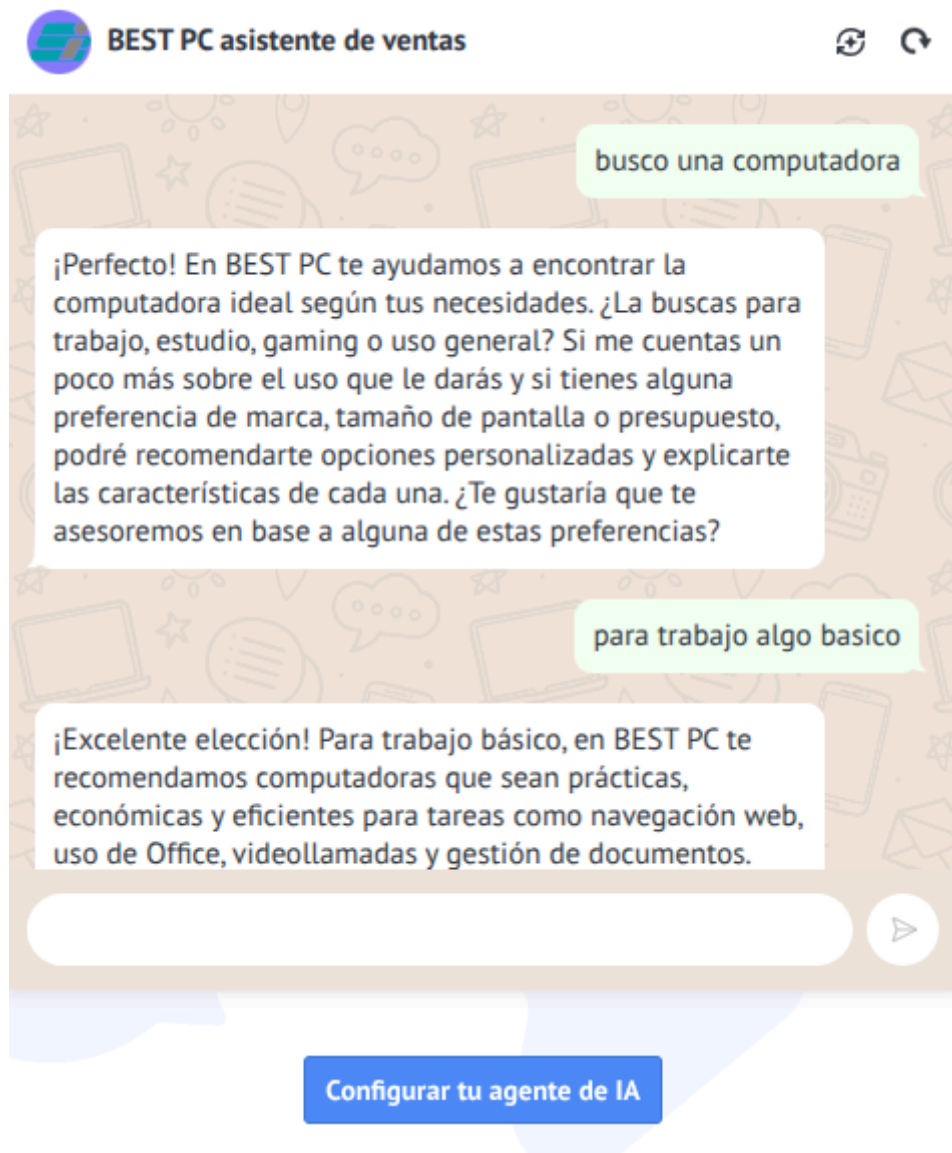 BEST PC asistente de ventas
busco una computadora
¡Perfecto! En BEST PC te ayudamos a encontrar la
computadora ideal según tus necesidades. ¿La buscas para
trabajo, estudio, gaming o uso general? Si me cuentas un
poco más sobre el uso que le darás y si tienes alguna
preferencia de marca, tamaño de pantalla o presupuesto,
podré recomendarte opciones personalizadas y explicarte
las características de cada una. ¿Te gustaría que te
asesoremos en base a alguna de estas preferencias?
para trabajo algo basico
¡Excelente elección! Para trabajo básico, en BEST PC te
recomendamos computadoras que sean prácticas,
económicas y eficientes para tareas como navegación web,
uso de Office, videollamadas y gestión de documentos.
Configurar tu agente de IA